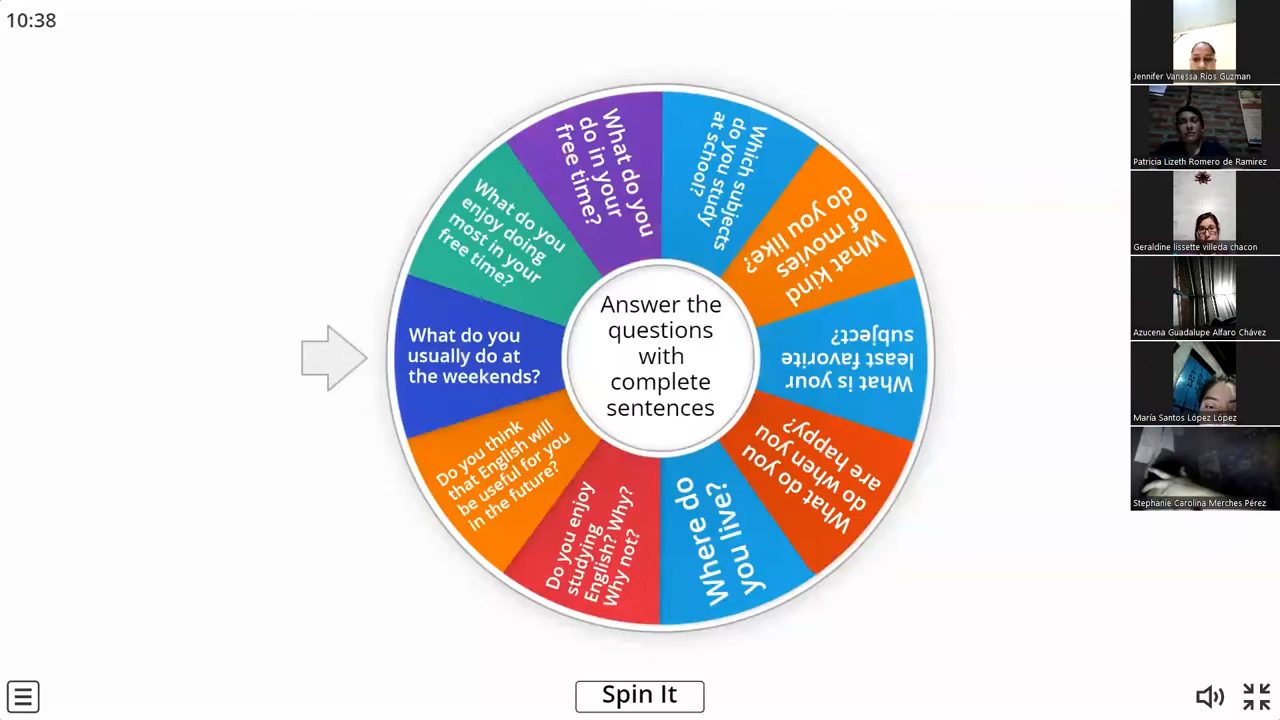 10:38
What do you
do in your
free time?
Which subjects
do you study
at school?
What kind
of movies
do you like?
What is your
least favorite
subject?
What do you
do when you
are happy?
Where do
you live?
Do you enjoy
studying
English? Why?
Why not?
Do you think
that English will
be useful for you
in the future?
What do you
usually do at
the weekends?
What do you
enjoy doing
most in your
free time?
Answer the
questions
with
complete
sentences
Spin It
Jennifer Vanessa Rios Guzman
Patricia Lizeth Romero de Ramirez
Geraldine lissette villeda chacon
Azucena Guadalupe Alfaro Chávez
María Santos López López
Stephanie Carolina Merches Pérez